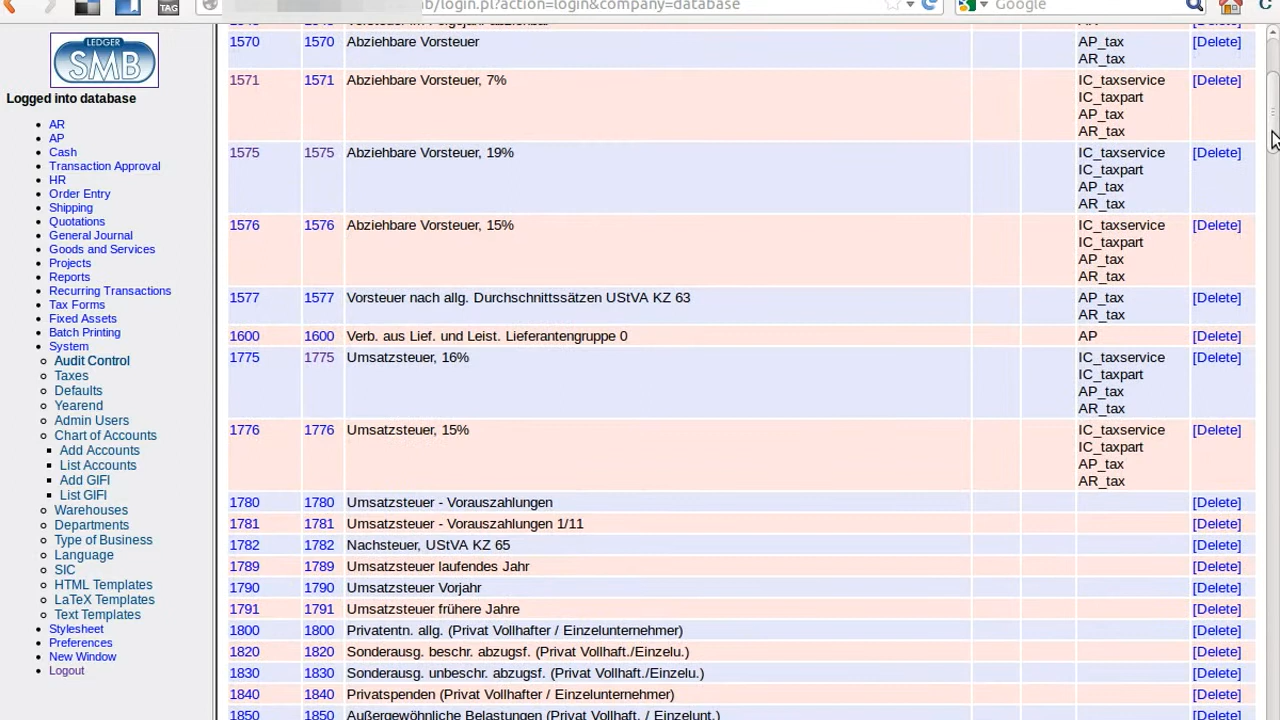 b/login.pl?action=login&company=database
Google
TAG
LEDGER
SMB
Logged into database
AR
AP
Cash
Transaction Approval
HR
Order Entry
Shipping
Quotations
General Journal
Goods and Services
Projects
Reports
Recurring Transactions
Tax Forms
Fixed Assets
Batch Printing
System
Audit Control
Taxes
Defaults
Yearend
Admin Users
Chart of Accounts
Add Accounts
List Accounts
Add GIFI
List GIFI
Warehouses
Departments
Type of Business
Language
SIC
HTML Templates
LaTeX Templates
Text Templates
Stylesheet
Preferences
New Window
Logout
1570 1570 Abziehbare Vorsteuer AP_tax [Delete]
AR_tax
1571 1571 Abziehbare Vorsteuer, 7% IC_taxservice [Delete]
IC_taxpart
AP_tax
AR_tax
1575 1575 Abziehbare Vorsteuer, 19% IC_taxservice [Delete]
IC_taxpart
AP_tax
AR_tax
1576 1576 Abziehbare Vorsteuer, 15% IC_taxservice [Delete]
IC_taxpart
AP_tax
AR_tax
1577 1577 Vorsteuer nach allg. Durchschnittssätzen UStVA KZ 63 AP_tax [Delete]
AR_tax
1600 1600 Verb. aus Lief. und Leist. Lieferantengruppe 0 AP [Delete]
1775 1775 Umsatzsteuer, 16% IC_taxservice [Delete]
IC_taxpart
AP_tax
AR_tax
1776 1776 Umsatzsteuer, 15% IC_taxservice [Delete]
IC_taxpart
AP_tax
AR_tax
1780 1780 Umsatzsteuer - Vorauszahlungen [Delete]
1781 1781 Umsatzsteuer - Vorauszahlungen 1/11 [Delete]
1782 1782 Nachsteuer, UStVA KZ 65 [Delete]
1789 1789 Umsatzsteuer laufendes Jahr [Delete]
1790 1790 Umsatzsteuer Vorjahr [Delete]
1791 1791 Umsatzsteuer frühere Jahre [Delete]
1800 1800 Privatentn. allg. (Privat Vollhafter / Einzelunternehmer) [Delete]
1820 1820 Sonderausg. beschr. abzugsf. (Privat Vollhaft./Einzelu.) [Delete]
1830 1830 Sonderausg. unbeschr. abzugsf. (Privat Vollhaft./Einzelu.) [Delete]
1840 1840 Privatspenden (Privat Vollhafter / Einzelunternehmer) [Delete]
1850 1850 Außergewöhnliche Belastungen (Privat Vollhaft. / Einzelunt.) [Delete]